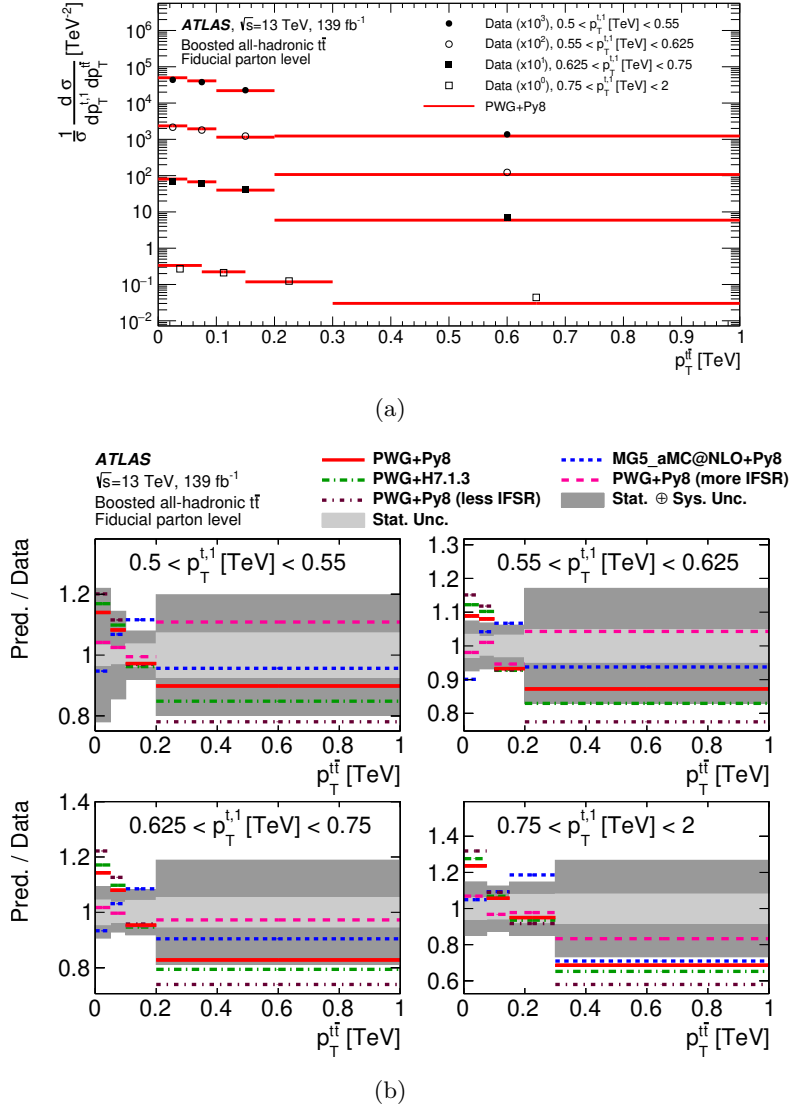 ATLAS, √s=13 TeV, 139 fb⁻¹
Boosted all-hadronic tt̄
Fiducial parton level
Data (x10³), 0.5 < p_T^{t,1} [TeV] < 0.55
Data (x10²), 0.55 < p_T^{t,1} [TeV] < 0.625
Data (x10¹), 0.625 < p_T^{t,1} [TeV] < 0.75
Data (x10⁰), 0.75 < p_T^{t,1} [TeV] < 2
PWG+Py8
1/σ d σ / dp_T^{t,1} dp_T^{tt̄} [TeV⁻²]
10⁶
10⁵
10⁴
10³
10²
10
1
10⁻¹
10⁻²
0 0.1 0.2 0.3 0.4 0.5 0.6 0.7 0.8 0.9 1
p_T^{tt̄} [TeV]
(a)
ATLAS
√s=13 TeV, 139 fb⁻¹
Boosted all-hadronic tt̄
Fiducial parton level
PWG+Py8
PWG+H7.1.3
PWG+Py8 (less IFSR)
Stat. Unc.
MG5_aMC@NLO+Py8
PWG+Py8 (more IFSR)
Stat. ⊕ Sys. Unc.
Pred. / Data
0.5 < p_T^{t,1} [TeV] < 0.55
1.2
1
0.8
0 0.2 0.4 0.6 0.8 1
p_T^{tt̄} [TeV]
0.55 < p_T^{t,1} [TeV] < 0.625
1.3
1.2
1.1
1
0.9
0.8
0 0.2 0.4 0.6 0.8 1
p_T^{tt̄} [TeV]
Pred. / Data
0.625 < p_T^{t,1} [TeV] < 0.75
1.4
1.2
1
0.8
0 0.2 0.4 0.6 0.8 1
p_T^{tt̄} [TeV]
0.75 < p_T^{t,1} [TeV] < 2
1.4
1.2
1
0.8
0.6
0 0.2 0.4 0.6 0.8 1
p_T^{tt̄} [TeV]
(b)